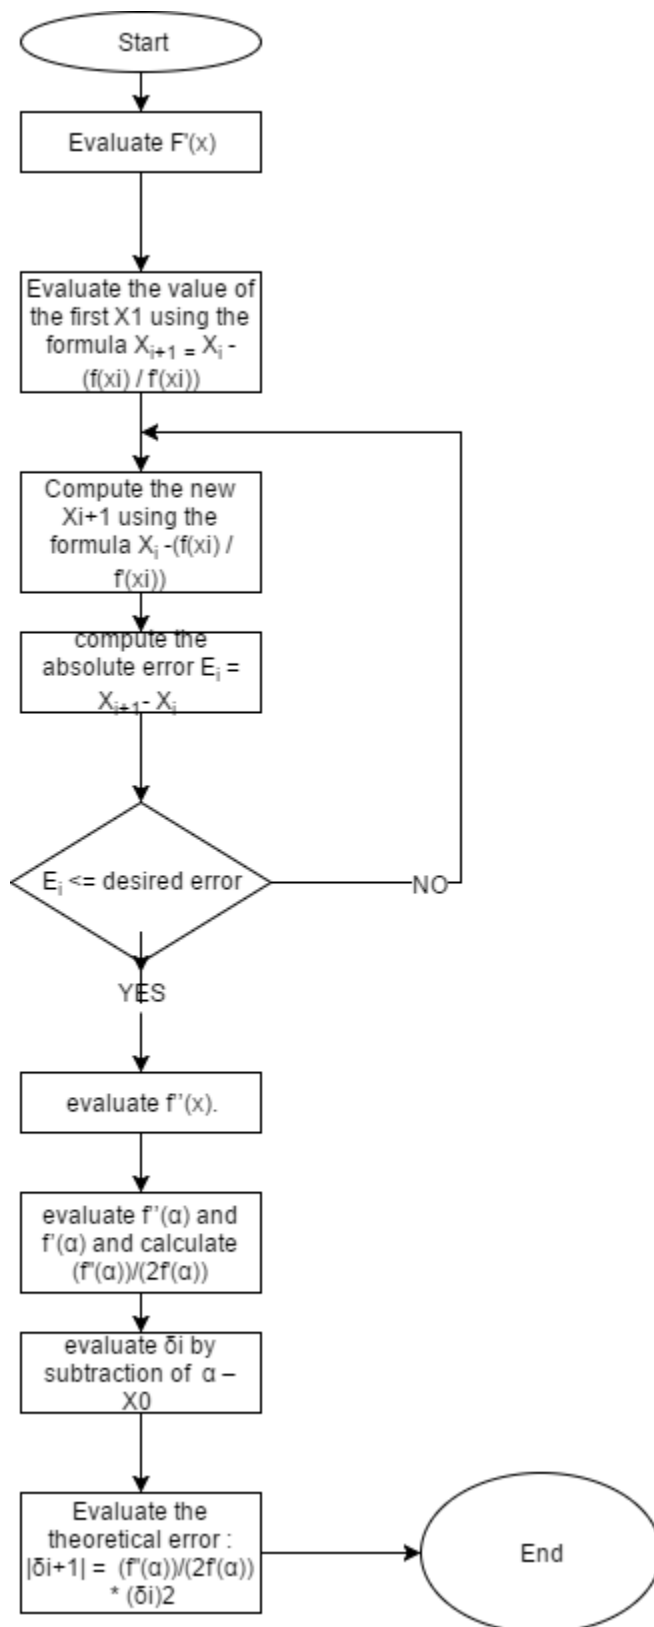 Start
Evaluate F'(x)
Evaluate the value of
the first X1 using the
formula Xi+1 = Xi -
(f(xi) / f'(xi))
Compute the new
Xi+1 using the
formula Xi -(f(xi) /
f'(xi))
compute the
absolute error Ei =
Xi+1- Xi
Ei <= desired error
NO
YES
evaluate f''(x).
evaluate f''(α) and
f'(α) and calculate
(f''(α))/(2f'(α))
evaluate δi by
subtraction of α –
X0
Evaluate the
theoretical error :
|δi+1| = (f''(α))/(2f'(α))
* (δi)2
End